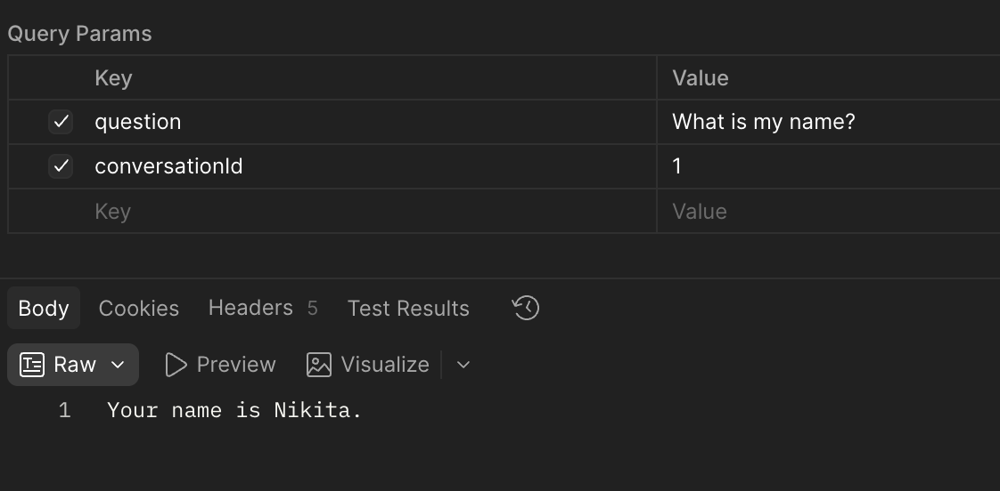 Query Params
Key Value
question What is my name?
conversationId 1
Key Value
Body Cookies Headers 5 Test Results
Raw Preview Visualize
1 Your name is Nikita.